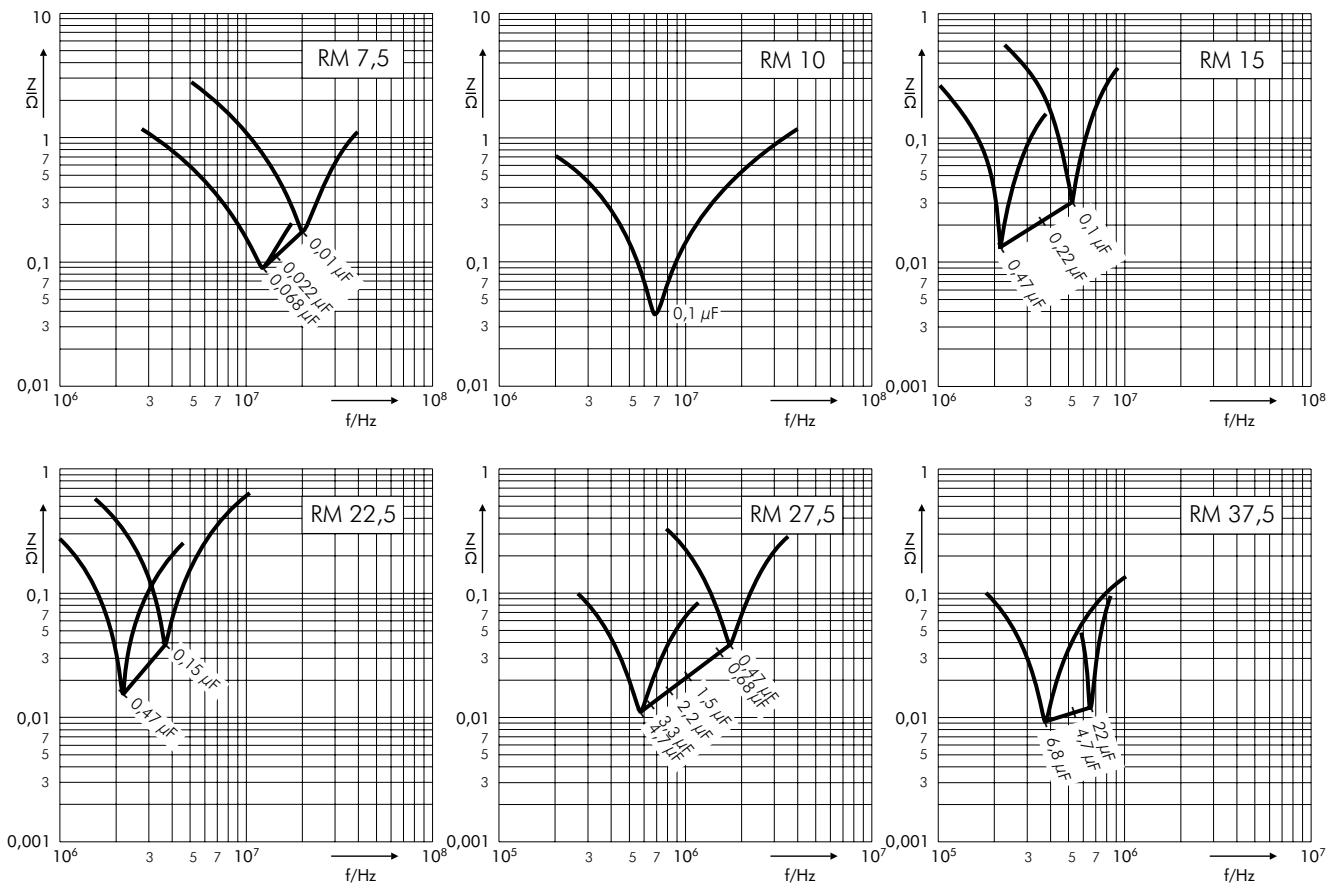 RM 7,5
10
Z
Ω
1
7
5
3
0,1
7
5
3
0,01
0,01 µF
0,022 µF
0,068 µF
10⁶
3
5
7
10⁷
10⁸
f/Hz
RM 10
10
Z
Ω
1
7
5
3
0,1
7
5
3
0,01
0,1 µF
10⁶
3
5
7
10⁷
10⁸
f/Hz
RM 15
1
Z
Ω
0,1
7
5
3
0,01
7
5
3
0,001
0,1 µF
0,22 µF
0,47 µF
10⁶
3
5
7
10⁷
10⁸
f/Hz
RM 22,5
1
Z
Ω
0,1
7
5
3
0,01
7
5
3
0,001
0,15 µF
0,47 µF
10⁶
3
5
7
10⁷
10⁸
f/Hz
RM 27,5
1
Z
Ω
0,1
7
5
3
0,01
7
5
3
0,001
0,47 µF
0,68 µF
1,5 µF
2,2 µF
3,3 µF
4,7 µF
10⁵
3
5
7
10⁶
10⁷
f/Hz
RM 37,5
1
Z
Ω
0,1
7
5
3
0,01
7
5
3
0,001
22 µF
4,7 µF
6,8 µF
10⁵
3
5
7
10⁶
10⁷
f/Hz